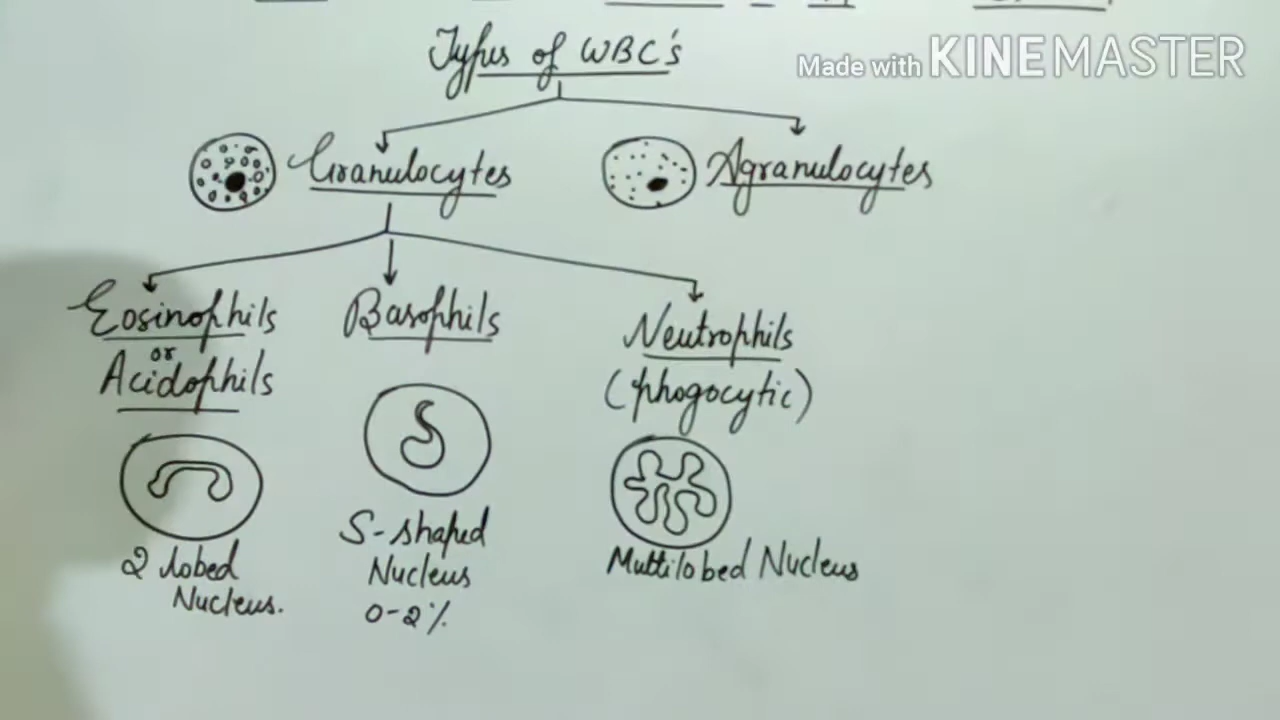 Types of WBC's
Made with KINEMASTER
Granulocytes
Agranulocytes
Eosinophils
or
Acidophils
Basophils
Neutrophils
(phogocytic)
2 lobed
Nucleus.
S-shaped
Nucleus
0-2%
Multilobed Nucleus